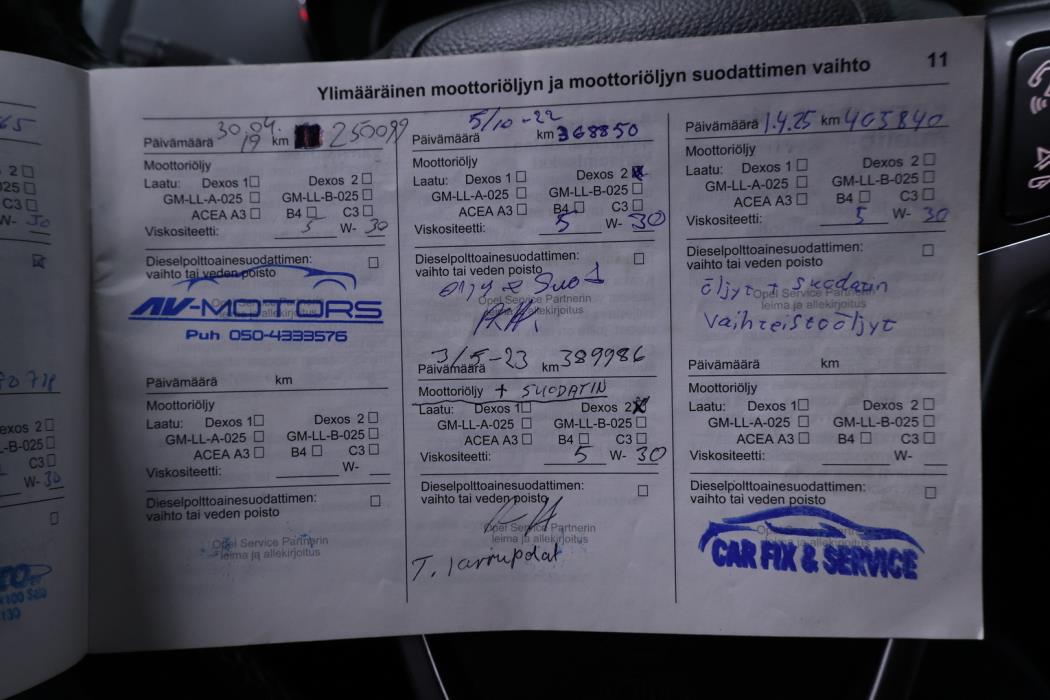 Ylimääräinen moottoriöljyn ja moottoriöljyn suodattimen vaihto 11
Päivämäärä 30.04.19 km 250099
Moottoriöljy
Laatu: Dexos 1 Dexos 2
GM-LL-A-025 GM-LL-B-025
ACEA A3 B4 C3
Viskositeetti: 5 W- 30
Dieselpolttoainesuodattimen:
vaihto tai veden poisto
AV-MOTORS
Puh 050-4333576
Päivämäärä km
Moottoriöljy
Laatu: Dexos 1 Dexos 2
GM-LL-A-025 GM-LL-B-025
ACEA A3 B4 C3
Viskositeetti: W-
Dieselpolttoainesuodattimen:
vaihto tai veden poisto
Opel Service Partnerin
leima ja allekirjoitus
Päivämäärä 5/10-22 km 368850
Moottoriöljy
Laatu: Dexos 1 Dexos 2
GM-LL-A-025 GM-LL-B-025
ACEA A3 B4 C3
Viskositeetti: 5 W- 30
Dieselpolttoainesuodattimen:
vaihto tai veden poisto
Opel Service Partnerin
leima ja allekirjoitus
Päivämäärä 3/5-23 km 389986
Moottoriöljy + SUODATIN
Laatu: Dexos 1 Dexos 2
GM-LL-A-025 GM-LL-B-025
ACEA A3 B4 C3
Viskositeetti: 5 W- 30
Dieselpolttoainesuodattimen:
vaihto tai veden poisto
Opel Service Partnerin
leima ja allekirjoitus
Päivämäärä 1.4.25 km 403840
Moottoriöljy
Laatu: Dexos 1 Dexos 2
GM-LL-A-025 GM-LL-B-025
ACEA A3 B4 C3
Viskositeetti: 5 W- 30
Dieselpolttoainesuodattimen:
vaihto tai veden poisto
öljyt + suodatin
Opel Service Partnerin
leima ja allekirjoitus
Vaihteistoöljyt
Päivämäärä km
Moottoriöljy
Laatu: Dexos 1 Dexos 2
GM-LL-A-025 GM-LL-B-025
ACEA A3 B4 C3
Viskositeetti: W-
Dieselpolttoainesuodattimen:
vaihto tai veden poisto
CAR FIX & SERVICE